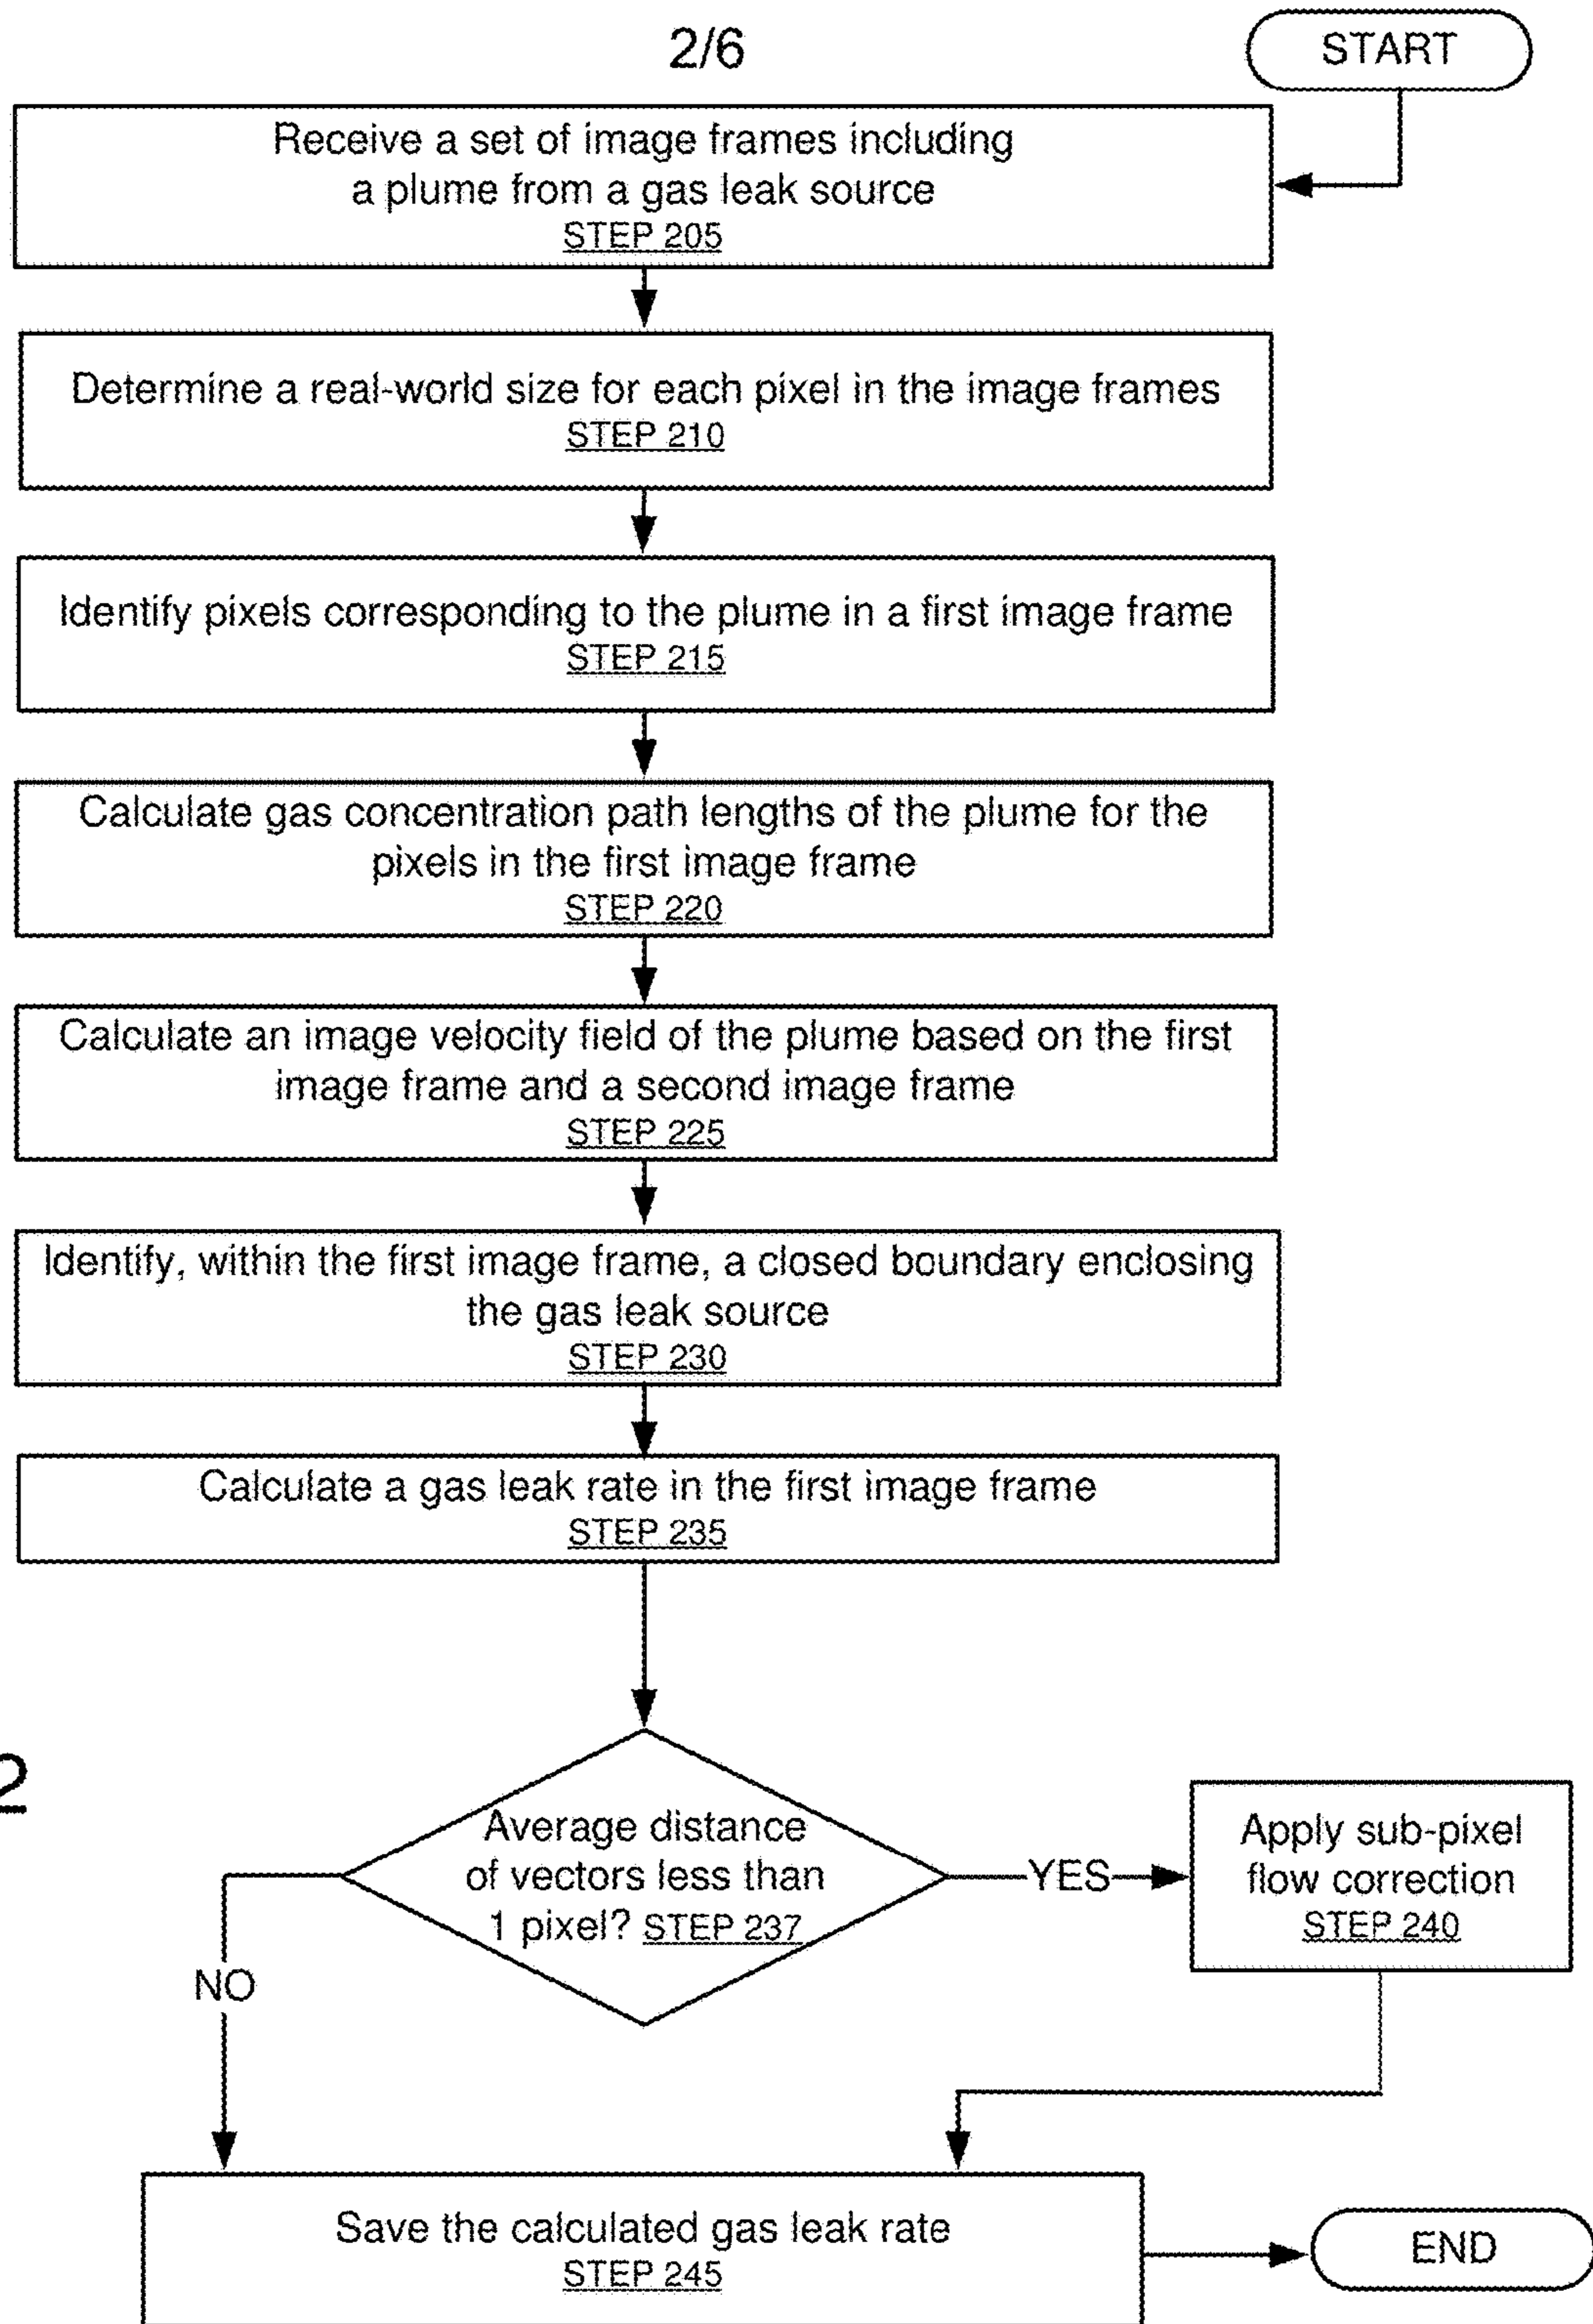 2/6
START
Receive a set of image frames including
a plume from a gas leak source
STEP 205
Determine a real-world size for each pixel in the image frames
STEP 210
Identify pixels corresponding to the plume in a first image frame
STEP 215
Calculate gas concentration path lengths of the plume for the
pixels in the first image frame
STEP 220
Calculate an image velocity field of the plume based on the first
image frame and a second image frame
STEP 225
Identify, within the first image frame, a closed boundary enclosing
the gas leak source
STEP 230
Calculate a gas leak rate in the first image frame
STEP 235
2
Average distance
of vectors less than
1 pixel? STEP 237
YES
Apply sub-pixel
flow correction
STEP 240
NO
Save the calculated gas leak rate
STEP 245
END